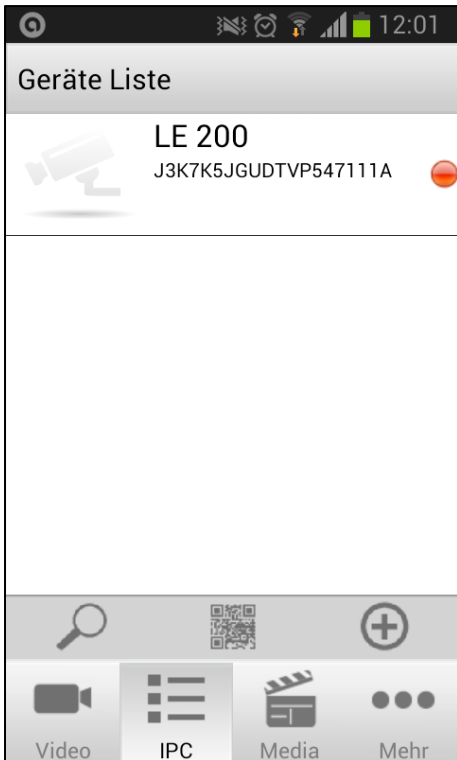 12:01
Geräte Liste
LE 200
J3K7K5JGUDTVP547111A
Video
IPC
Media
Mehr